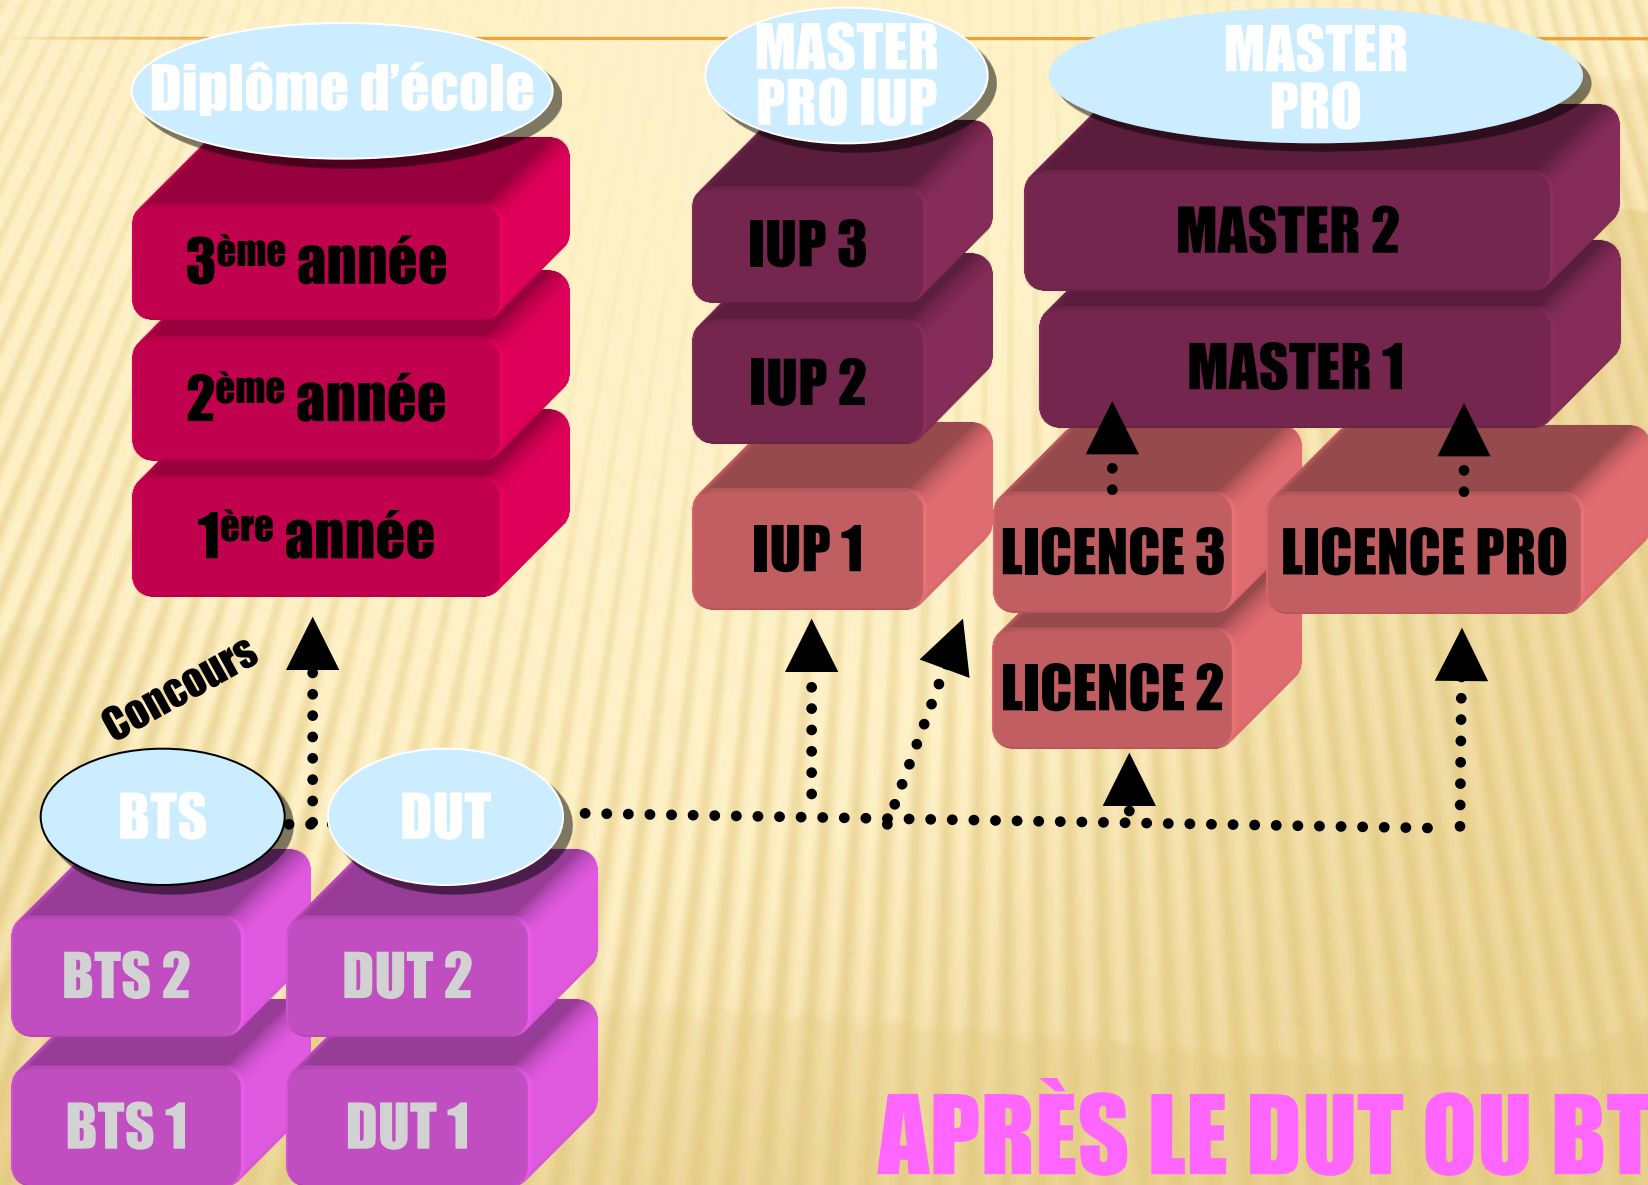 Diplôme d'école
MASTER
PRO IUP
MASTER
PRO
3ème année
IUP 3
MASTER 2
2ème année
IUP 2
MASTER 1
1ère année
IUP 1
LICENCE 3
LICENCE PRO
LICENCE 2
Concours
BTS
DUT
BTS 2
DUT 2
BTS 1
DUT 1
APRÈS LE DUT OU BT